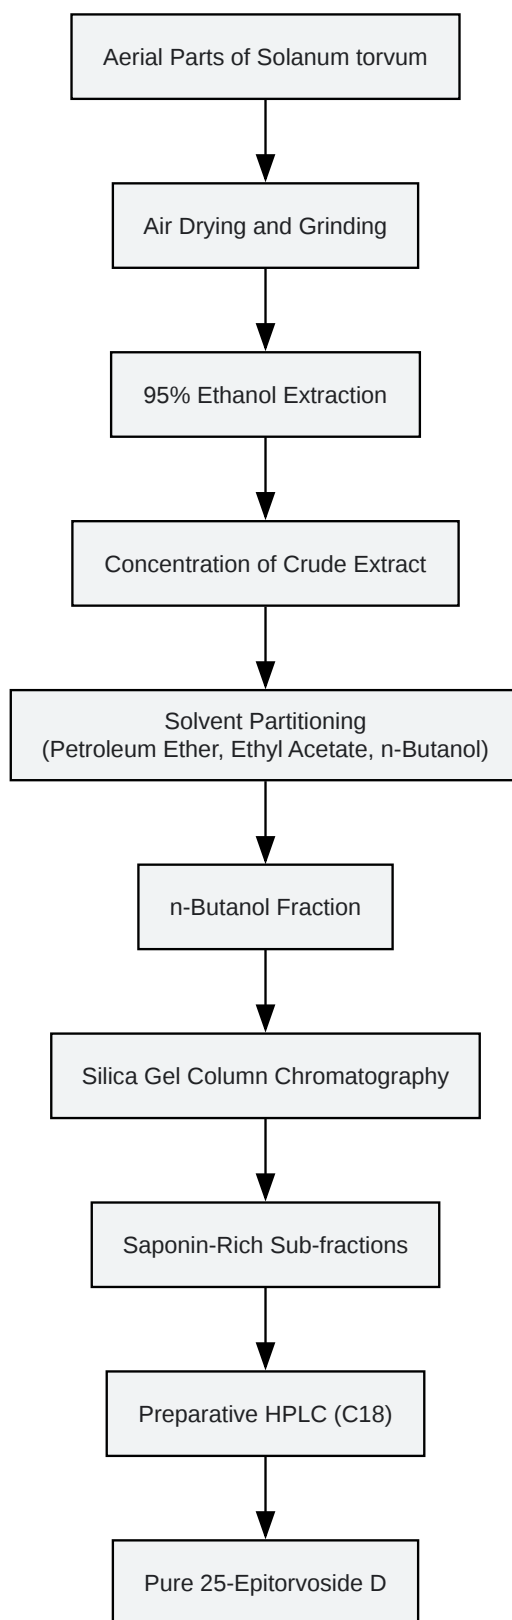 Aerial Parts of Solanum torvum
Air Drying and Grinding
95% Ethanol Extraction
Concentration of Crude Extract
Solvent Partitioning
(Petroleum Ether, Ethyl Acetate, n-Butanol)
n-Butanol Fraction
Silica Gel Column Chromatography
Saponin-Rich Sub-fractions
Preparative HPLC (C18)
Pure 25-Epitorvoside D